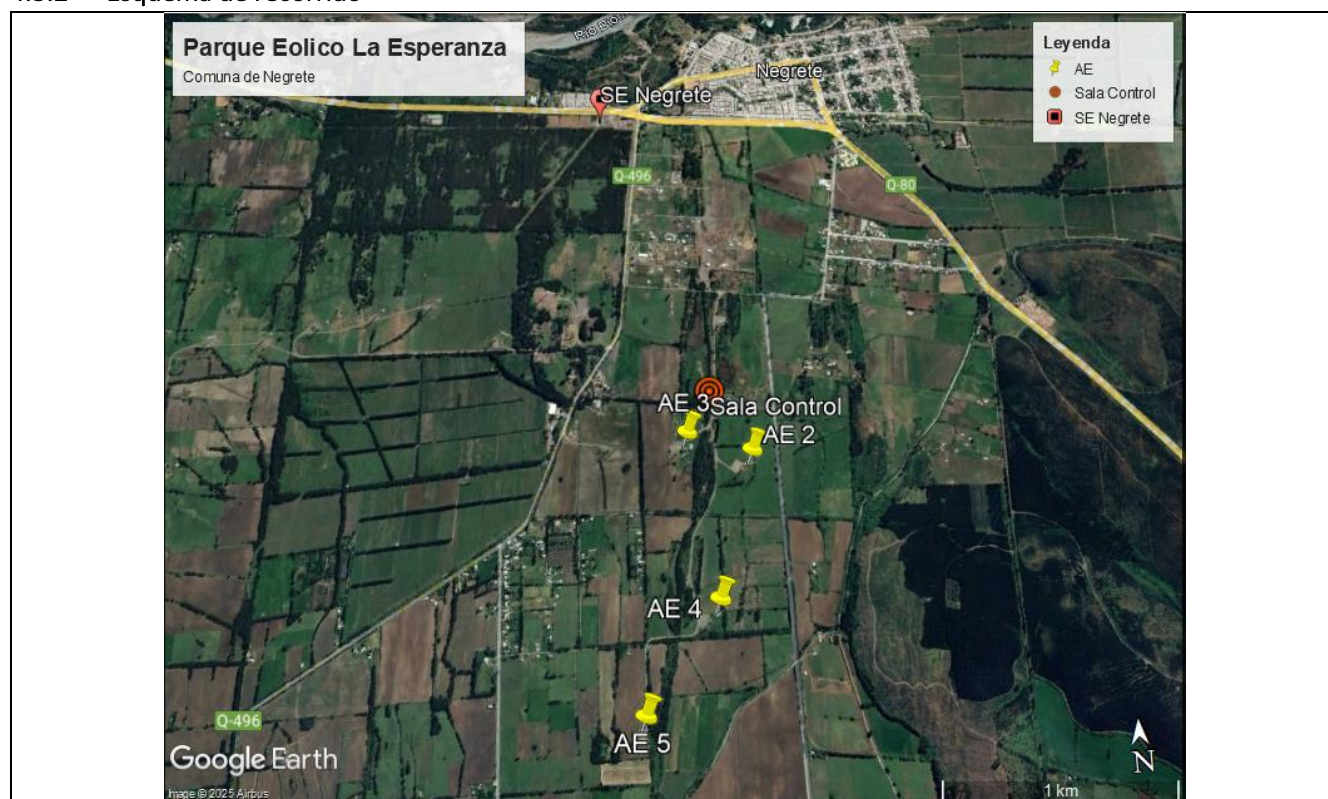 Parque Eolico La Esperanza
Comuna de Negrete
Leyenda
AE
Sala Control
SE Negrete
Negrete
SE Negrete
Q-496
Q-80
AE 3
Sala Control
AE 2
AE 4
AE 5
Q-496
Google Earth
Image © 2025 Airbus
N
1 km